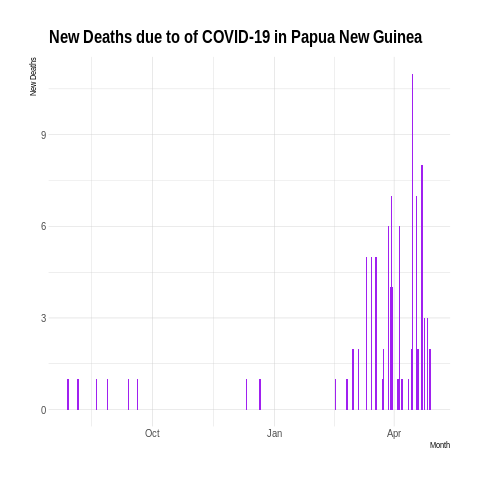 New Deaths due to of COVID-19 in Papua New Guinea
New Deaths
9
6
3
0
Oct Jan Apr
Month